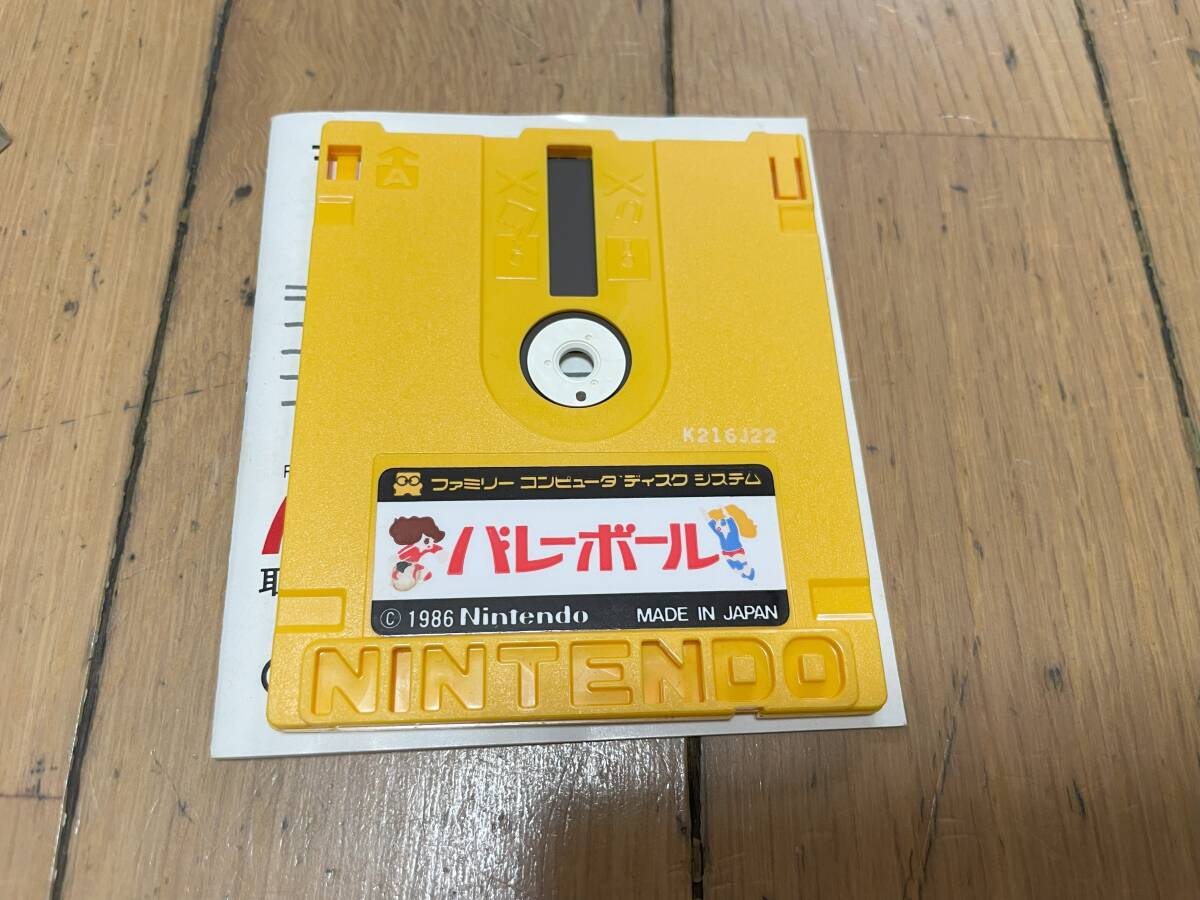 A
K216J22
ファミリー コンピュータ ディスク システム
バレーボール
© 1986 Nintendo MADE IN JAPAN
NINTENDO